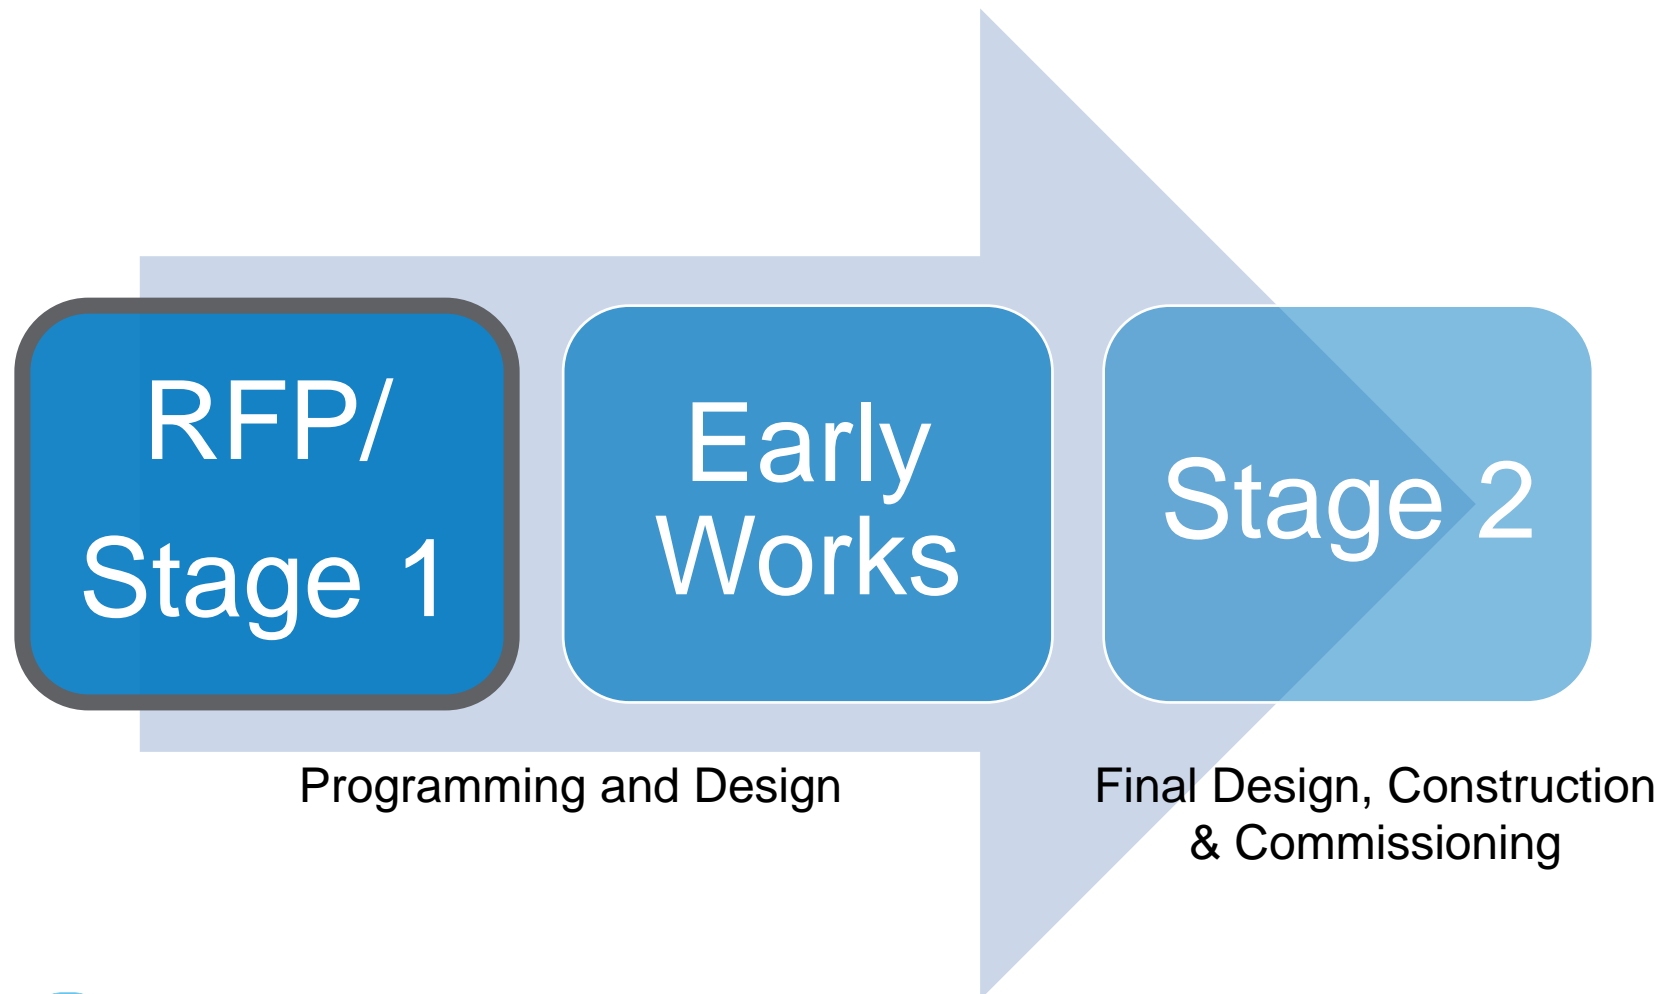 RFP/
Stage 1
Early
Works
Stage 2
Programming and Design
Final Design, Construction
& Commissioning